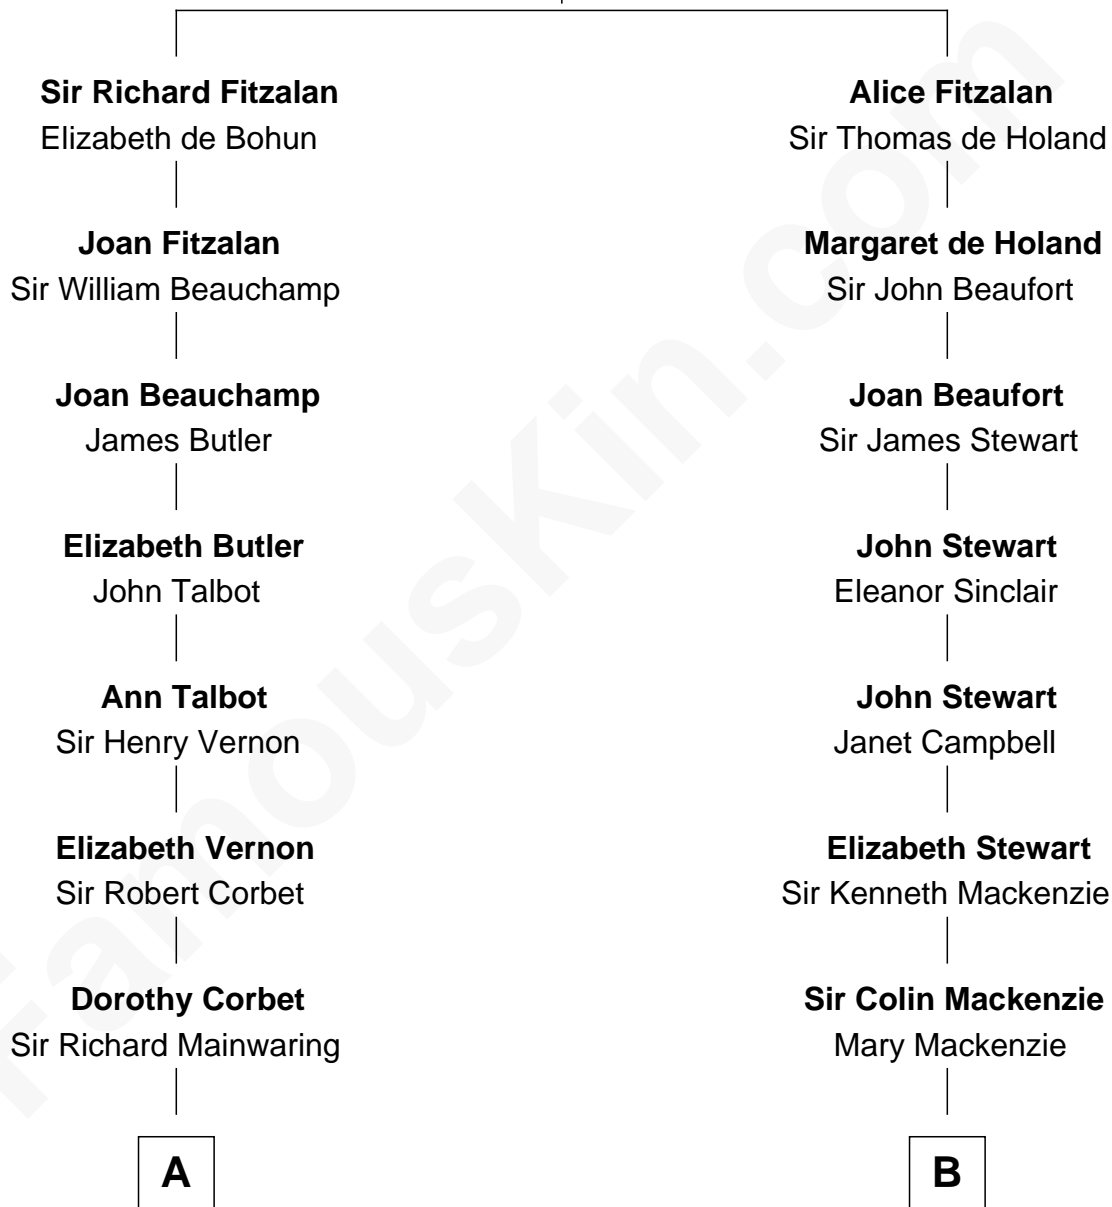 Sir Richard Fitzalan
Elizabeth de Bohun
Joan Fitzalan
Sir William Beauchamp
Joan Beauchamp
James Butler
Elizabeth Butler
John Talbot
Ann Talbot
Sir Henry Vernon
Elizabeth Vernon
Sir Robert Corbet
Dorothy Corbet
Sir Richard Mainwaring
A
Alice Fitzalan
Sir Thomas de Holand
Margaret de Holand
Sir John Beaufort
Joan Beaufort
Sir James Stewart
John Stewart
Eleanor Sinclair
John Stewart
Janet Campbell
Elizabeth Stewart
Sir Kenneth Mackenzie
Sir Colin Mackenzie
Mary Mackenzie
B
FamousKin.com